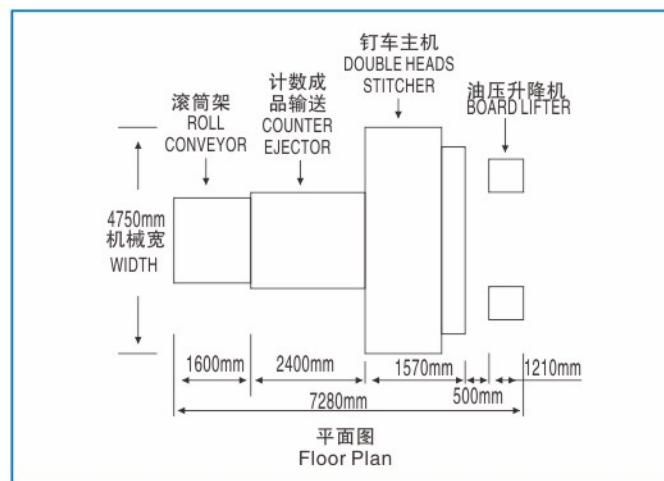 钉车主机
DOUBLE HEADS
STITCHER
计数成
品输送
COUNTER
EJECTOR
油压升降机
BOARD LIFTER
滚筒架
ROLL
CONVEYOR
4750mm
机械宽
WIDTH
1600mm
2400mm
1570mm
500mm
1210mm
7280mm
平面图
Floor Plan